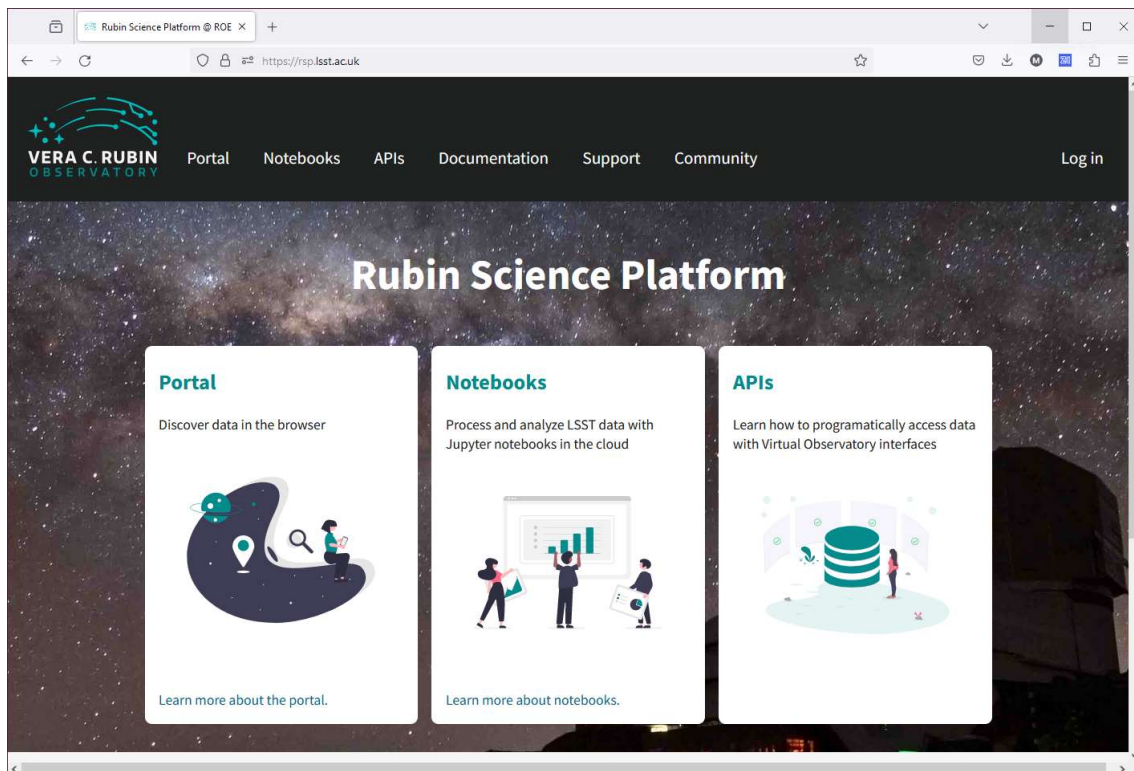 Rubin Science Platform @ ROE
https://rsp.lsst.ac.uk
VERA C. RUBIN
OBSERVATORY
Portal Notebooks APIs Documentation Support Community Log in
Rubin Science Platform
Portal
Discover data in the browser
Learn more about the portal.
Notebooks
Process and analyze LSST data with
Jupyter notebooks in the cloud
Learn more about notebooks.
APIs
Learn how to programatically access data
with Virtual Observatory interfaces